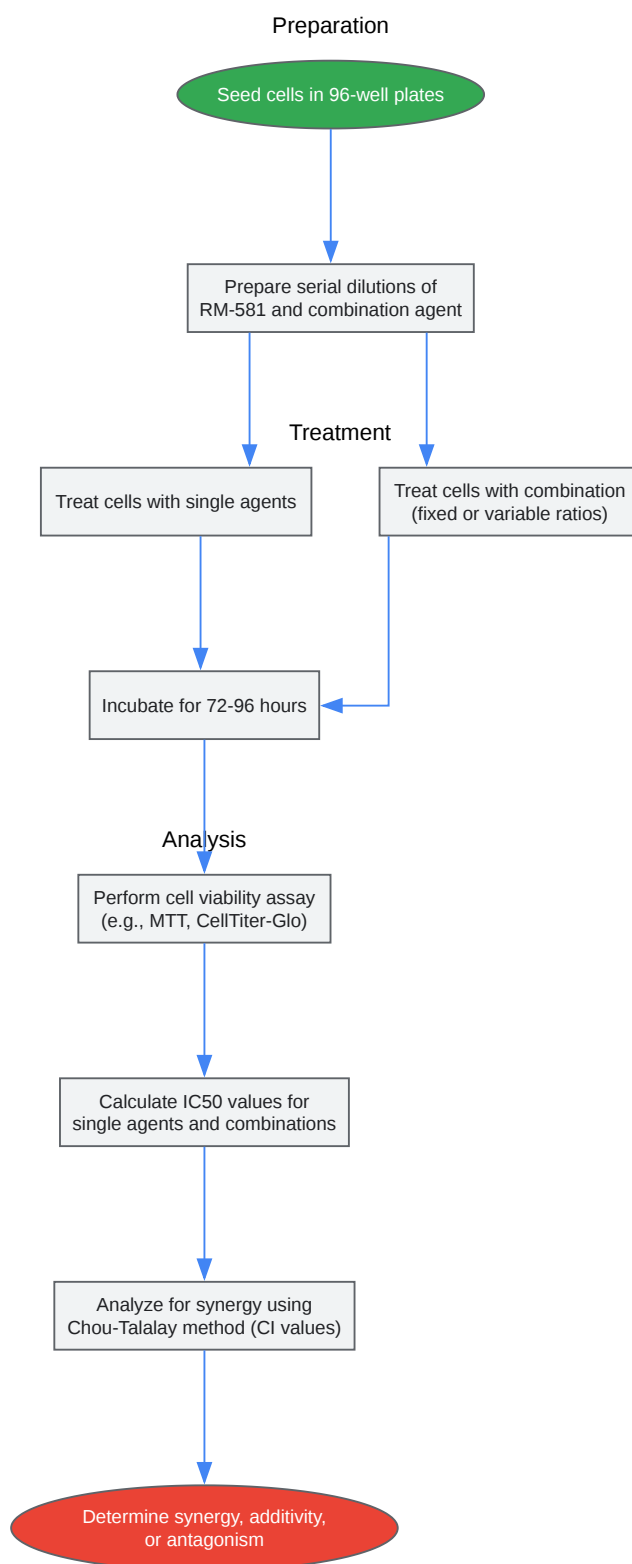 Preparation
Seed cells in 96-well plates
Prepare serial dilutions of
RM-581 and combination agent
Treatment
Treat cells with single agents
Treat cells with combination
(fixed or variable ratios)
Incubate for 72-96 hours
Analysis
Perform cell viability assay
(e.g., MTT, CellTiter-Glo)
Calculate IC50 values for
single agents and combinations
Analyze for synergy using
Chou-Talalay method (CI values)
Determine synergy, additivity,
or antagonism